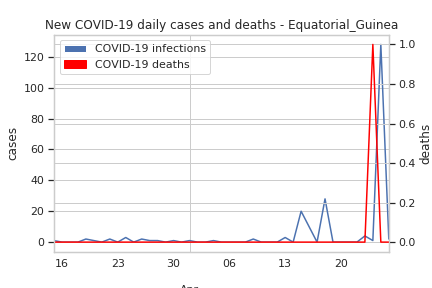 New COVID-19 daily cases and deaths - Equatorial_Guinea
COVID-19 infections
COVID-19 deaths
120
100
80
60
40
20
0
cases
1.0
0.8
0.6
0.4
0.2
0.0
deaths
16 23 30 06 13 20